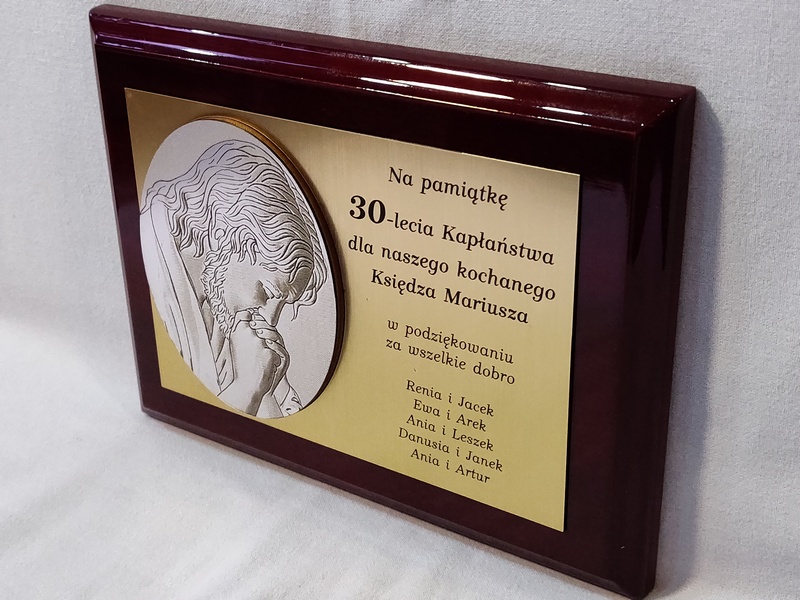 Na pamiątkę
30-lecia Kapłaństwa
dla naszego kochanego
Księdza Mariusza
w podziękowaniu
za wszelkie dobro
Renia i Jacek
Ewa i Arek
Ania i Leszek
Danusia i Janek
Ania i Artur